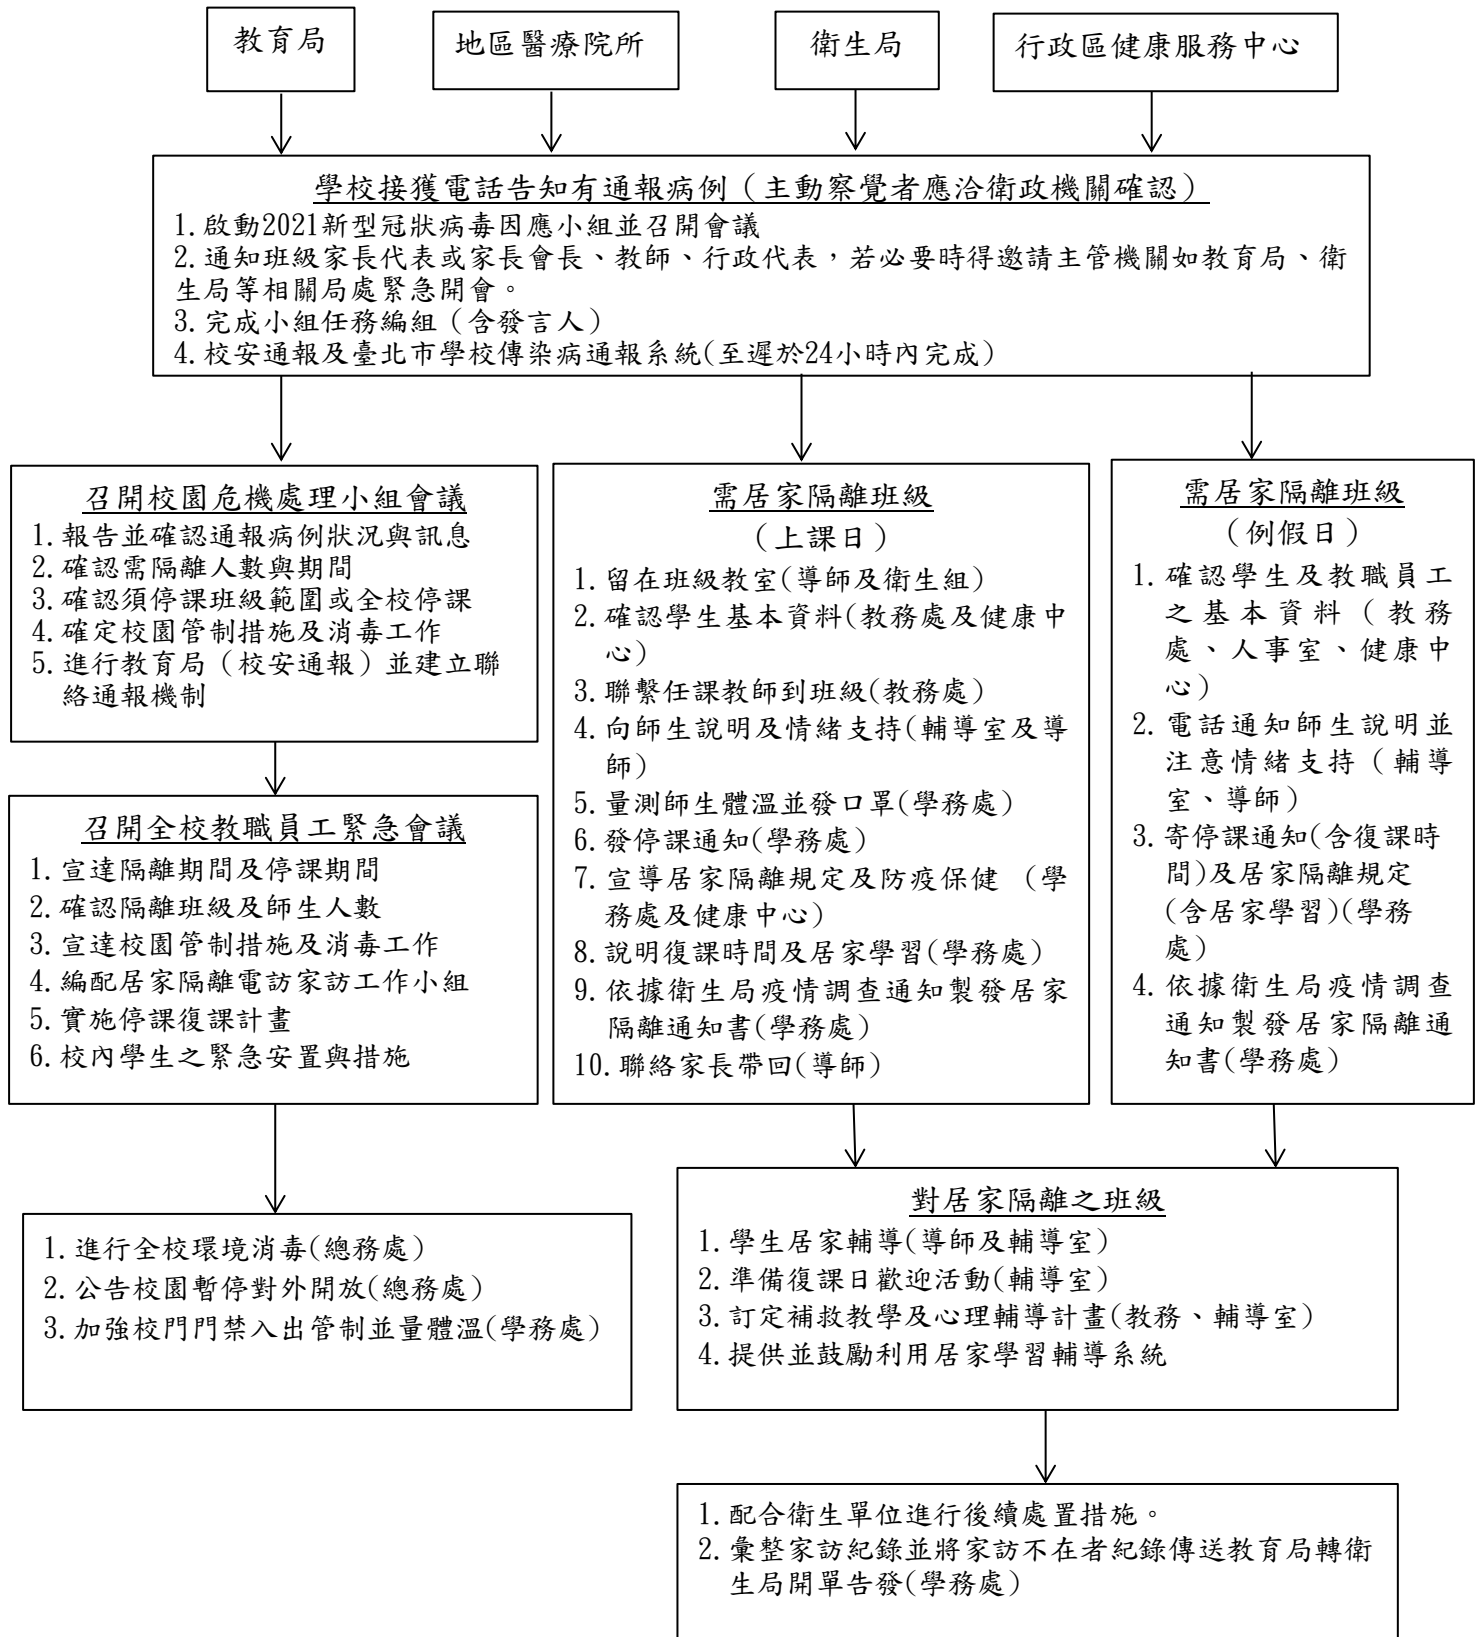 教育局
地區醫療院所
衛生局
行政區健康服務中心
學校接獲電話告知有通報病例（主動察覺者應洽衛政機關確認）
1.啟動2021新型冠狀病毒因應小組並召開會議
2.通知班級家長代表或家長會長、教師、行政代表，若必要時得邀請主管機關如教育局、衛
生局等相關局處緊急開會。
3.完成小組任務編組（含發言人）
4.校安通報及臺北市學校傳染病通報系統(至遲於24小時內完成）
召開校園危機處理小組會議
1.報告並確認通報病例狀況與訊息
2.確認需隔離人數與期間
3.確認須停課班級範圍或全校停課
4.確定校園管制措施及消毒工作
5.進行教育局（校安通報）並建立聯
絡通報機制
召開全校教職員工緊急會議
1.宣達隔離期間及停課期間
2.確認隔離班級及師生人數
3.宣達校園管制措施及消毒工作
4.編配居家隔離電訪家訪工作小組
5.實施停課復課計畫
6.校內學生之緊急安置與措施
1.進行全校環境消毒(總務處）
2.公告校園暫停對外開放(總務處）
3.加強校門門禁入出管制並量體溫(學務處）
需居家隔離班級
（上課日）
1.留在班級教室(導師及衛生組）
2.確認學生基本資料(教務處及健康中
心）
3.聯繫任課教師到班級(教務處）
4.向師生說明及情緒支持(輔導室及導
師）
5.量測師生體溫並發口罩(學務處）
6.發停課通知(學務處）
7.宣導居家隔離規定及防疫保健 （學
務處及健康中心）
8.說明復課時間及居家學習(學務處）
9.依據衛生局疫情調查通知製發居家
隔離通知書(學務處）
10.聯絡家長帶回(導師）
需居家隔離班級
（例假日）
1.確認學生及教職員工
之基本資料（教務
處、人事室、健康中
心）
2.電話通知師生說明並
注意情緒支持（輔導
室、導師）
3.寄停課通知(含復課時
間)及居家隔離規定
(含居家學習)(學務
處）
4.依據衛生局疫情調查
通知製發居家隔離通
知書(學務處）
對居家隔離之班級
1.學生居家輔導(導師及輔導室）
2.準備復課日歡迎活動(輔導室）
3.訂定補救教學及心理輔導計畫(教務、輔導室）
4.提供並鼓勵利用居家學習輔導系統
1.配合衛生單位進行後續處置措施。
2.彙整家訪紀錄並將家訪不在者紀錄傳送教育局轉衛
生局開單告發(學務處）